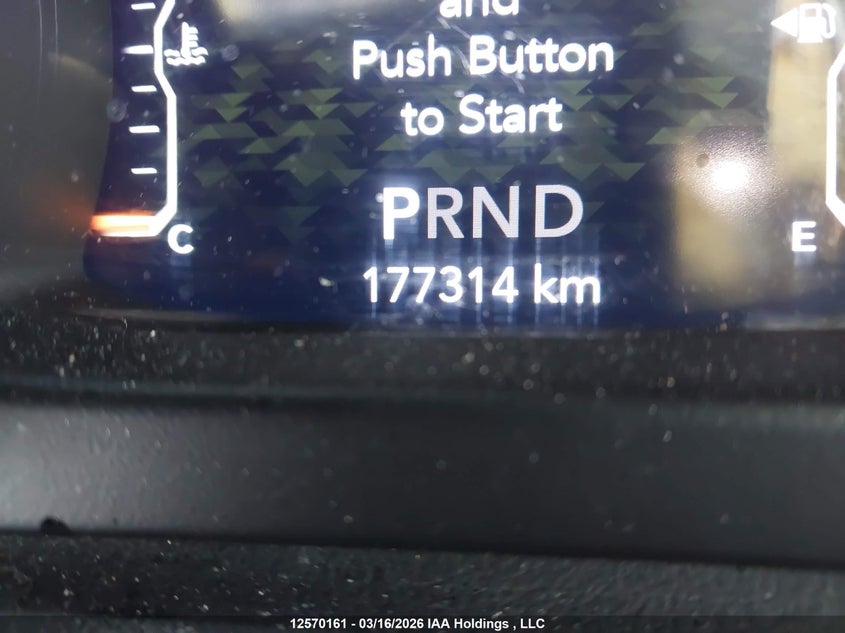 and
Push Button
to Start
PRND
177314 km
C
E
12570161 - 03/16/2026 IAA Holdings , LLC